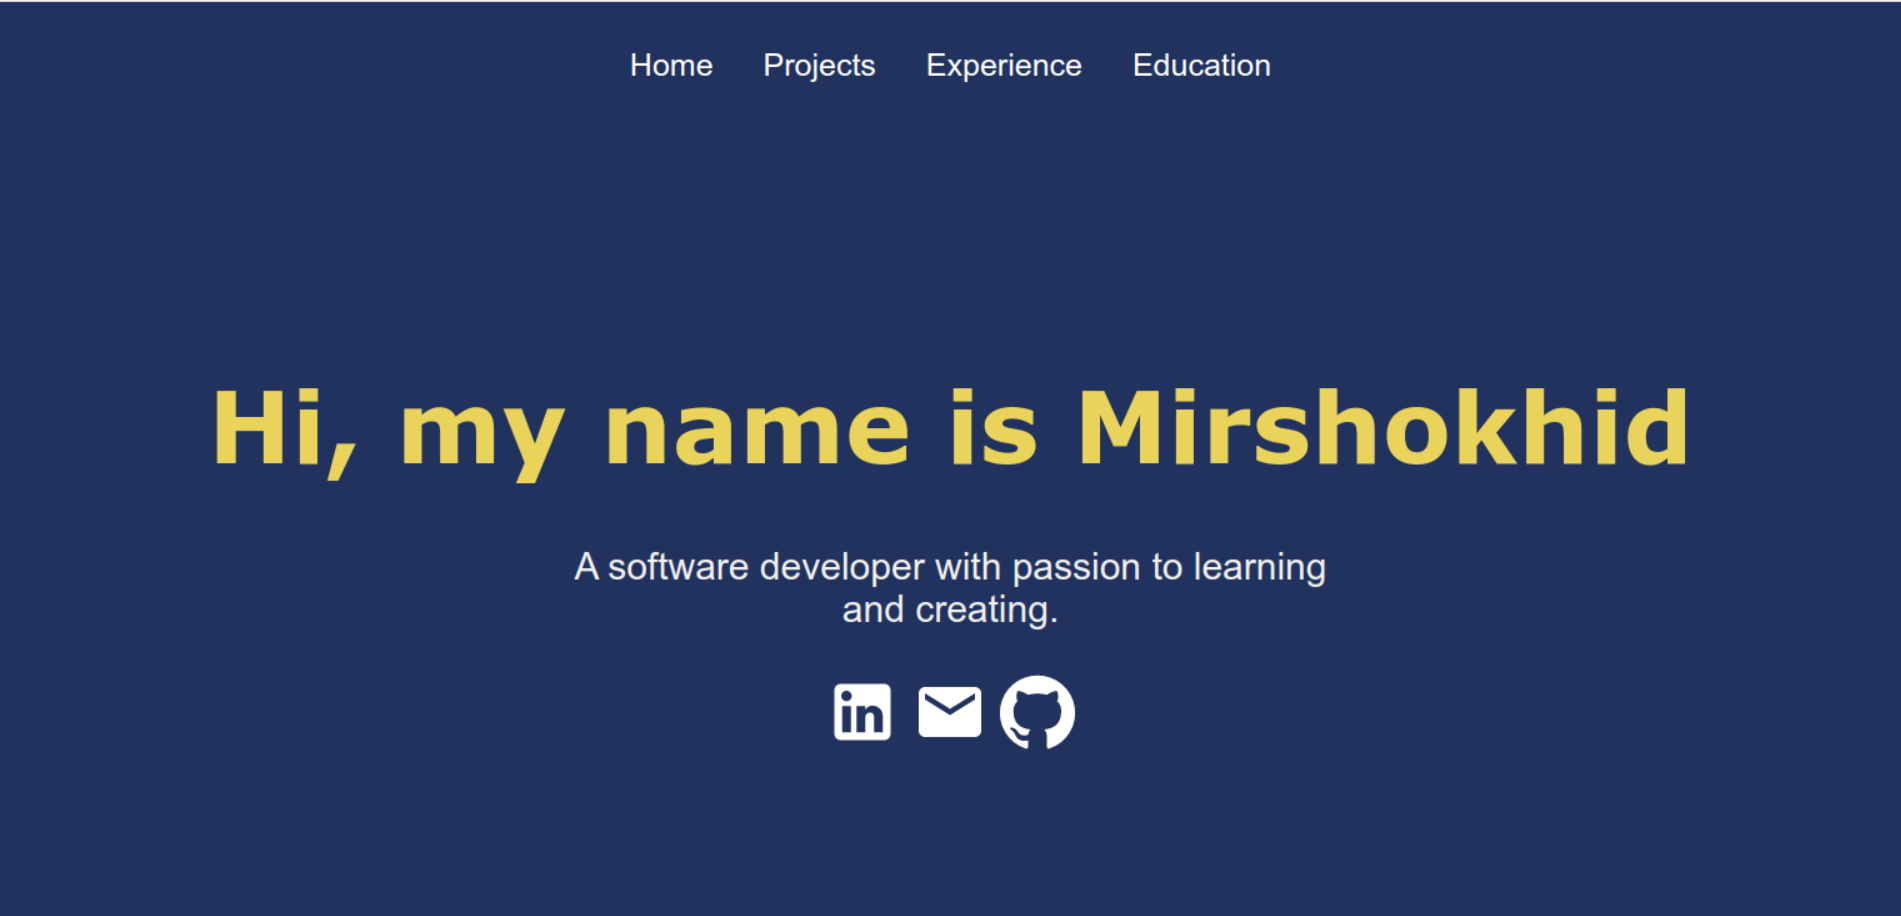 Home Projects Experience Education
Hi, my name is Mirshokhid
A software developer with passion to learning
and creating.
in